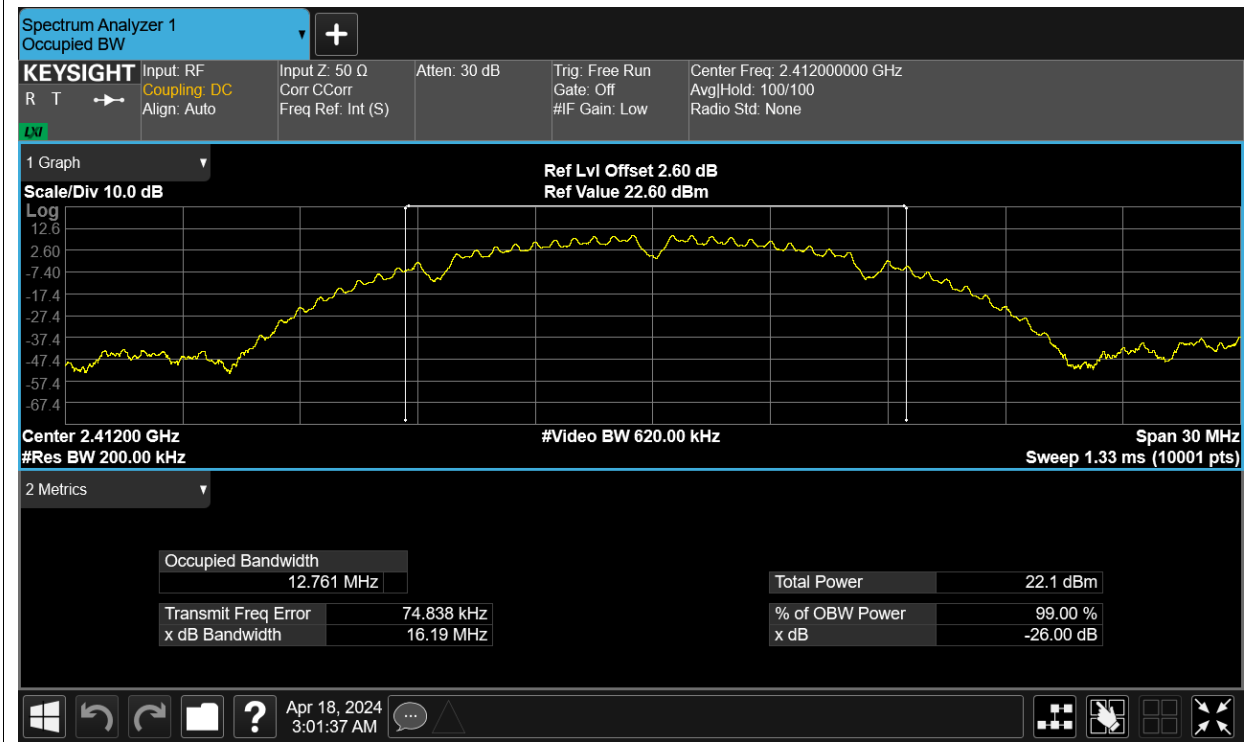 Spectrum Analyzer 1
Occupied BW
KEYSIGHT
R T
LXI
Input: RF
Coupling: DC
Align: Auto
Input Z: 50 Ω
Corr CCorr
Freq Ref: Int (S)
Atten: 30 dB
Trig: Free Run
Gate: Off
#IF Gain: Low
Center Freq: 2.412000000 GHz
Avg|Hold: 100/100
Radio Std: None
1 Graph
Scale/Div 10.0 dB
Ref Lvl Offset 2.60 dB
Ref Value 22.60 dBm
Log
12.6
2.60
-7.40
-17.4
-27.4
-37.4
-47.4
-57.4
-67.4
Center 2.41200 GHz
#Video BW 620.00 kHz
Span 30 MHz
#Res BW 200.00 kHz
Sweep 1.33 ms (10001 pts)
2 Metrics
Occupied Bandwidth
12.761 MHz
Total Power 22.1 dBm
Transmit Freq Error 74.838 kHz
% of OBW Power 99.00 %
x dB Bandwidth 16.19 MHz
x dB -26.00 dB
?
Apr 18, 2024
3:01:37 AM